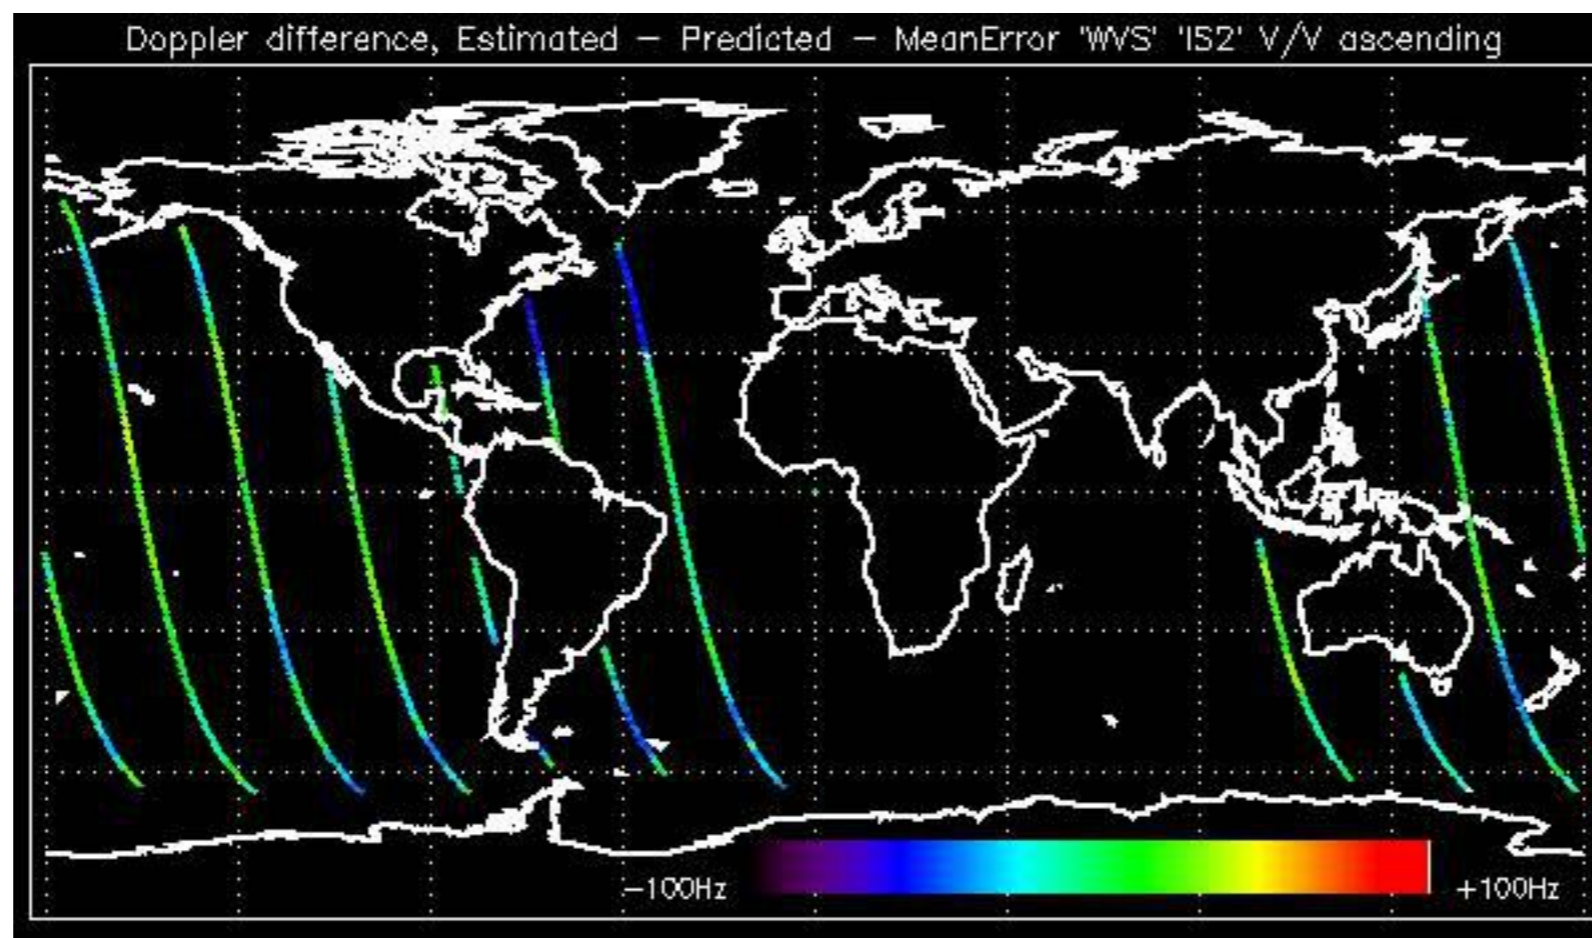 Doppler difference, Estimated – Predicted – MeanError 'WVS' 'IS2' V/V ascending
-100Hz +100Hz